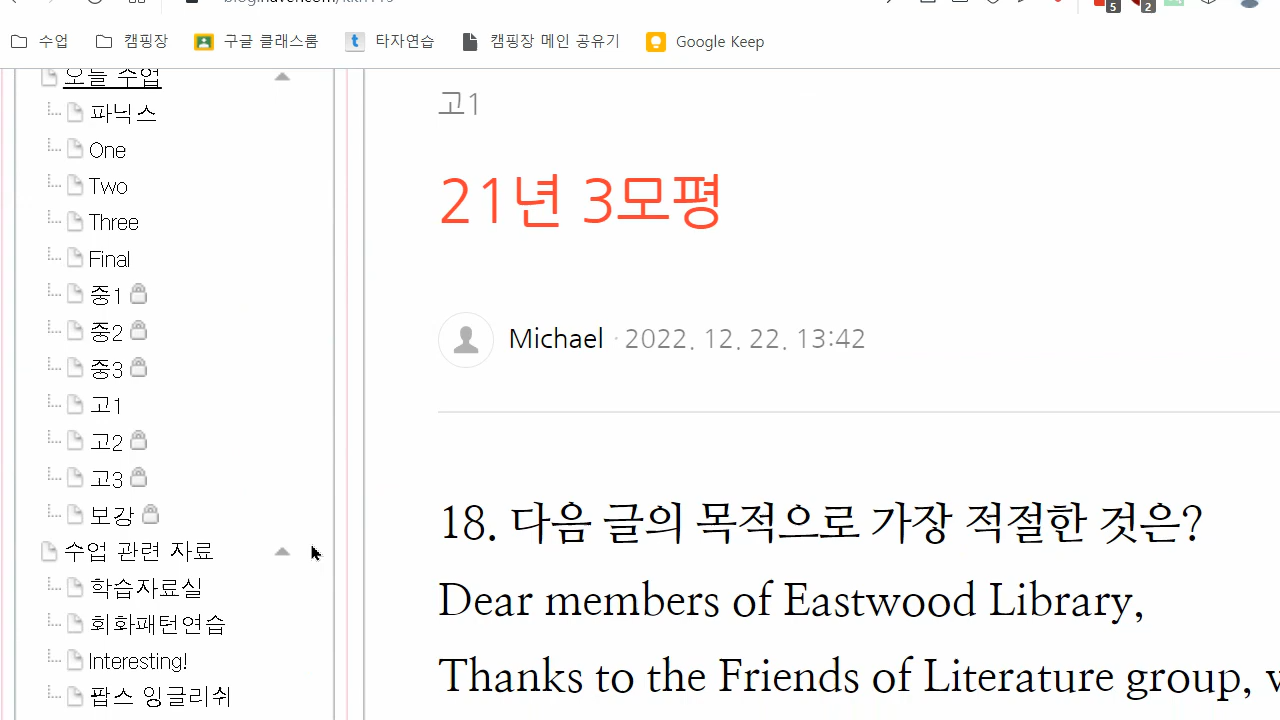 수업
캠핑장
구글 클래스룸
타자연습
캠핑장 메인 공유기
Google Keep
5
2
오늘 수업
파닉스
One
Two
Three
Final
중1
중2
중3
고1
고2
고3
보강
수업 관련 자료
학습자료실
회화패턴연습
Interesting!
팝스 잉글리쉬
고1
21년 3모평
Michael · 2022. 12. 22. 13:42
18. 다음 글의 목적으로 가장 적절한 것은?
Dear members of Eastwood Library,
Thanks to the Friends of Literature group,